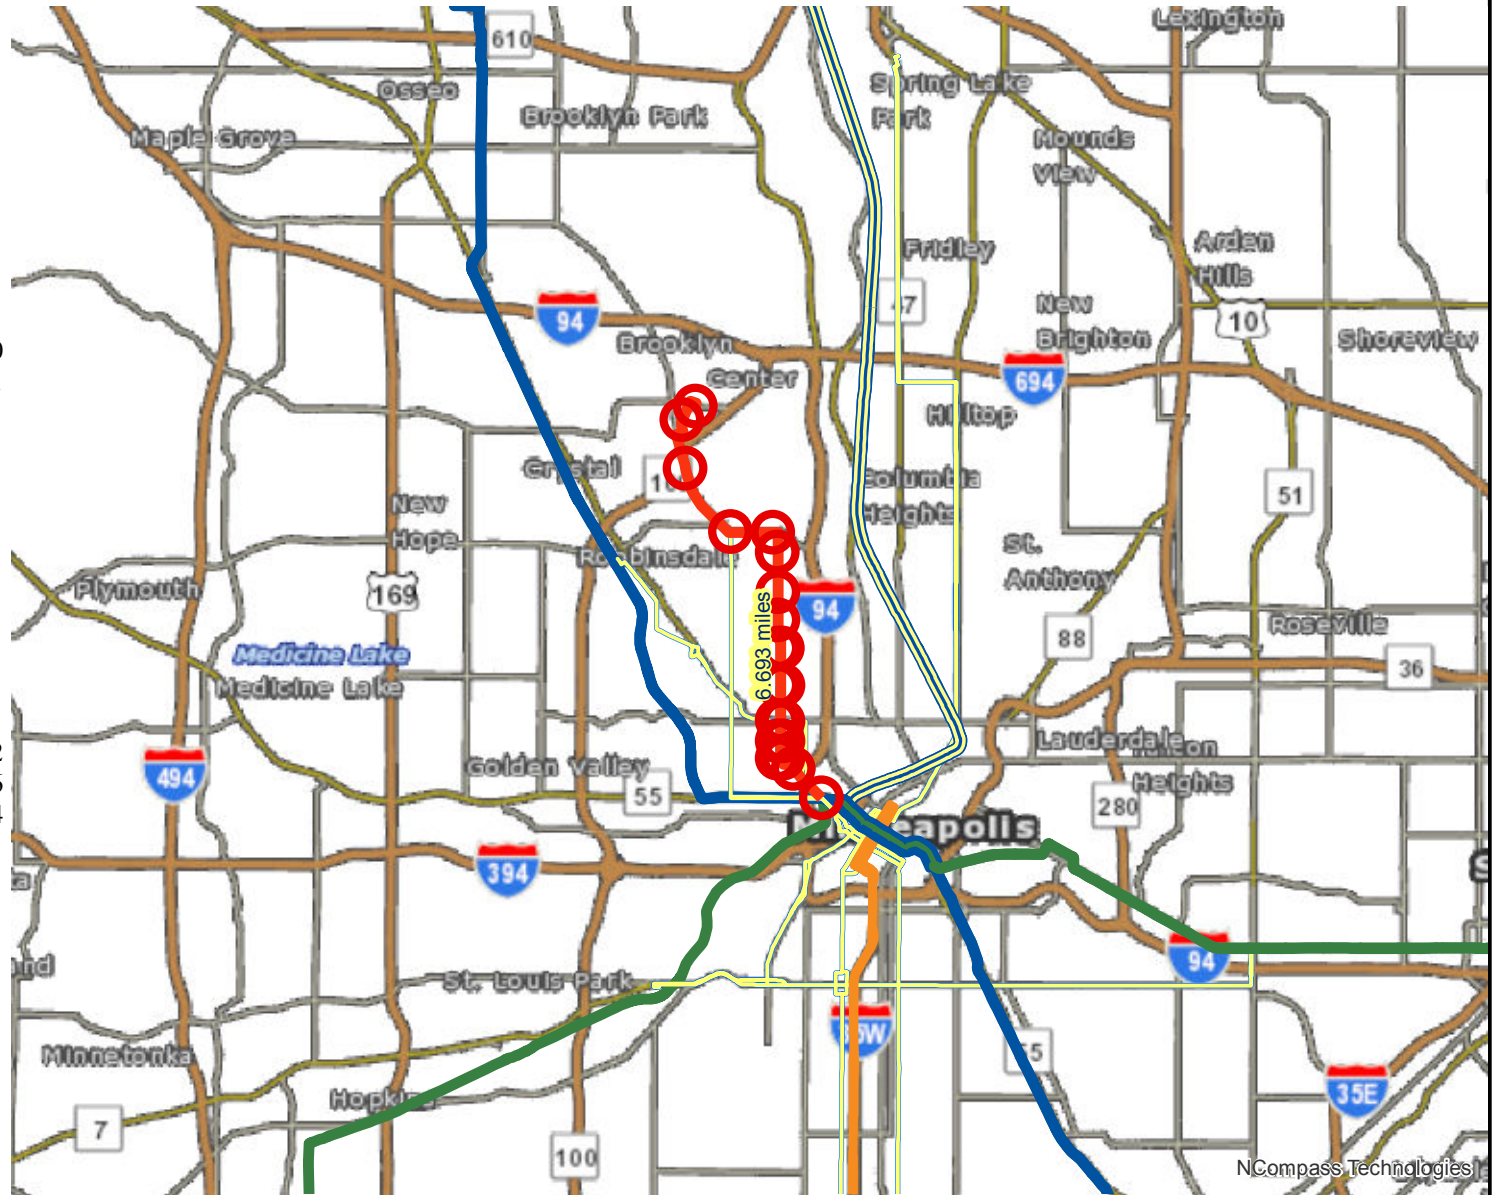 Lexington
610
Spring Lake
Park
Osseo
Brooklyn Park
Maple Grove
Mounds
View
Arden
Hills
Fridley
47
New
Brighton
94
10
Brooklyn
Center
Shoreview
694
Hilltop
Crystal
Columbia
Heights
51
New
Hope
St.
Anthony
Robbinsdale
Plymouth
169
94
6.693 miles
88
Roseville
Medicine Lake
Medicine Lake
36
Lauderdale
Heights
Golden Valley
494
55
280
394
94
St. Louis Park
35W
Minnetonka
55
Hopkins
35E
7
100
NCompass Technologies